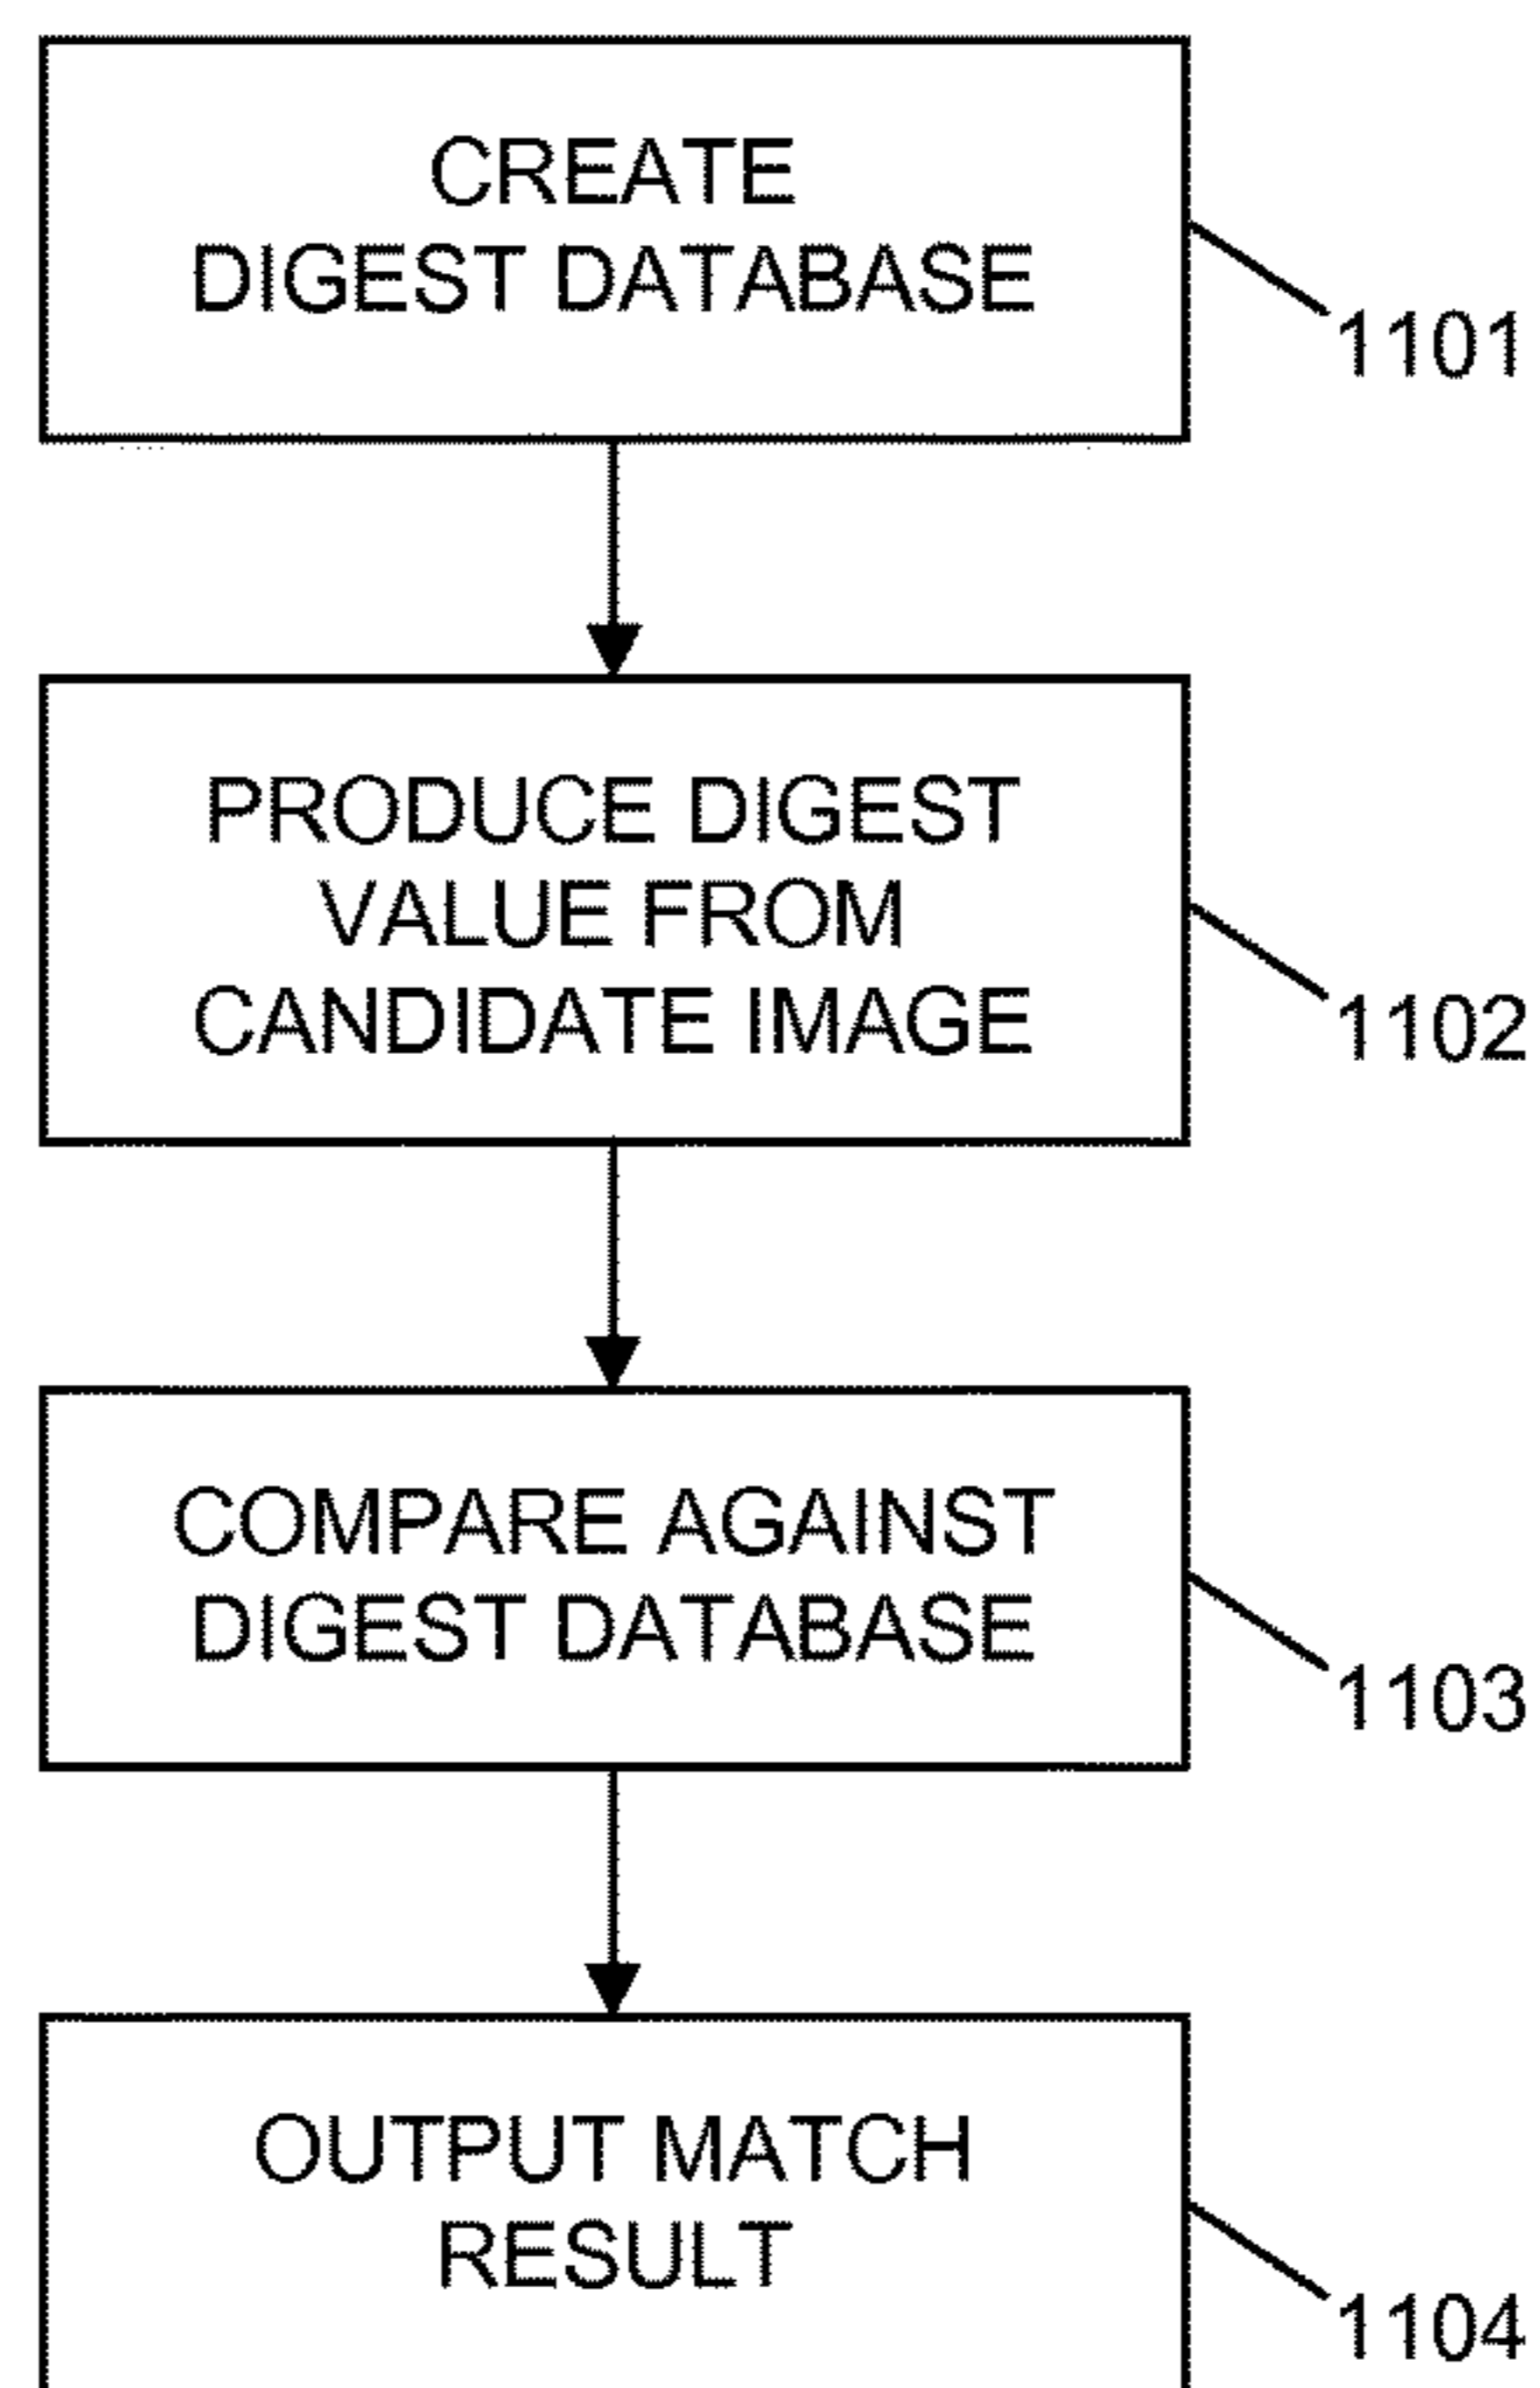 CREATE
DIGEST DATABASE
1101
PRODUCE DIGEST
VALUE FROM
CANDIDATE IMAGE
1102
COMPARE AGAINST
DIGEST DATABASE
1103
OUTPUT MATCH
RESULT
1104